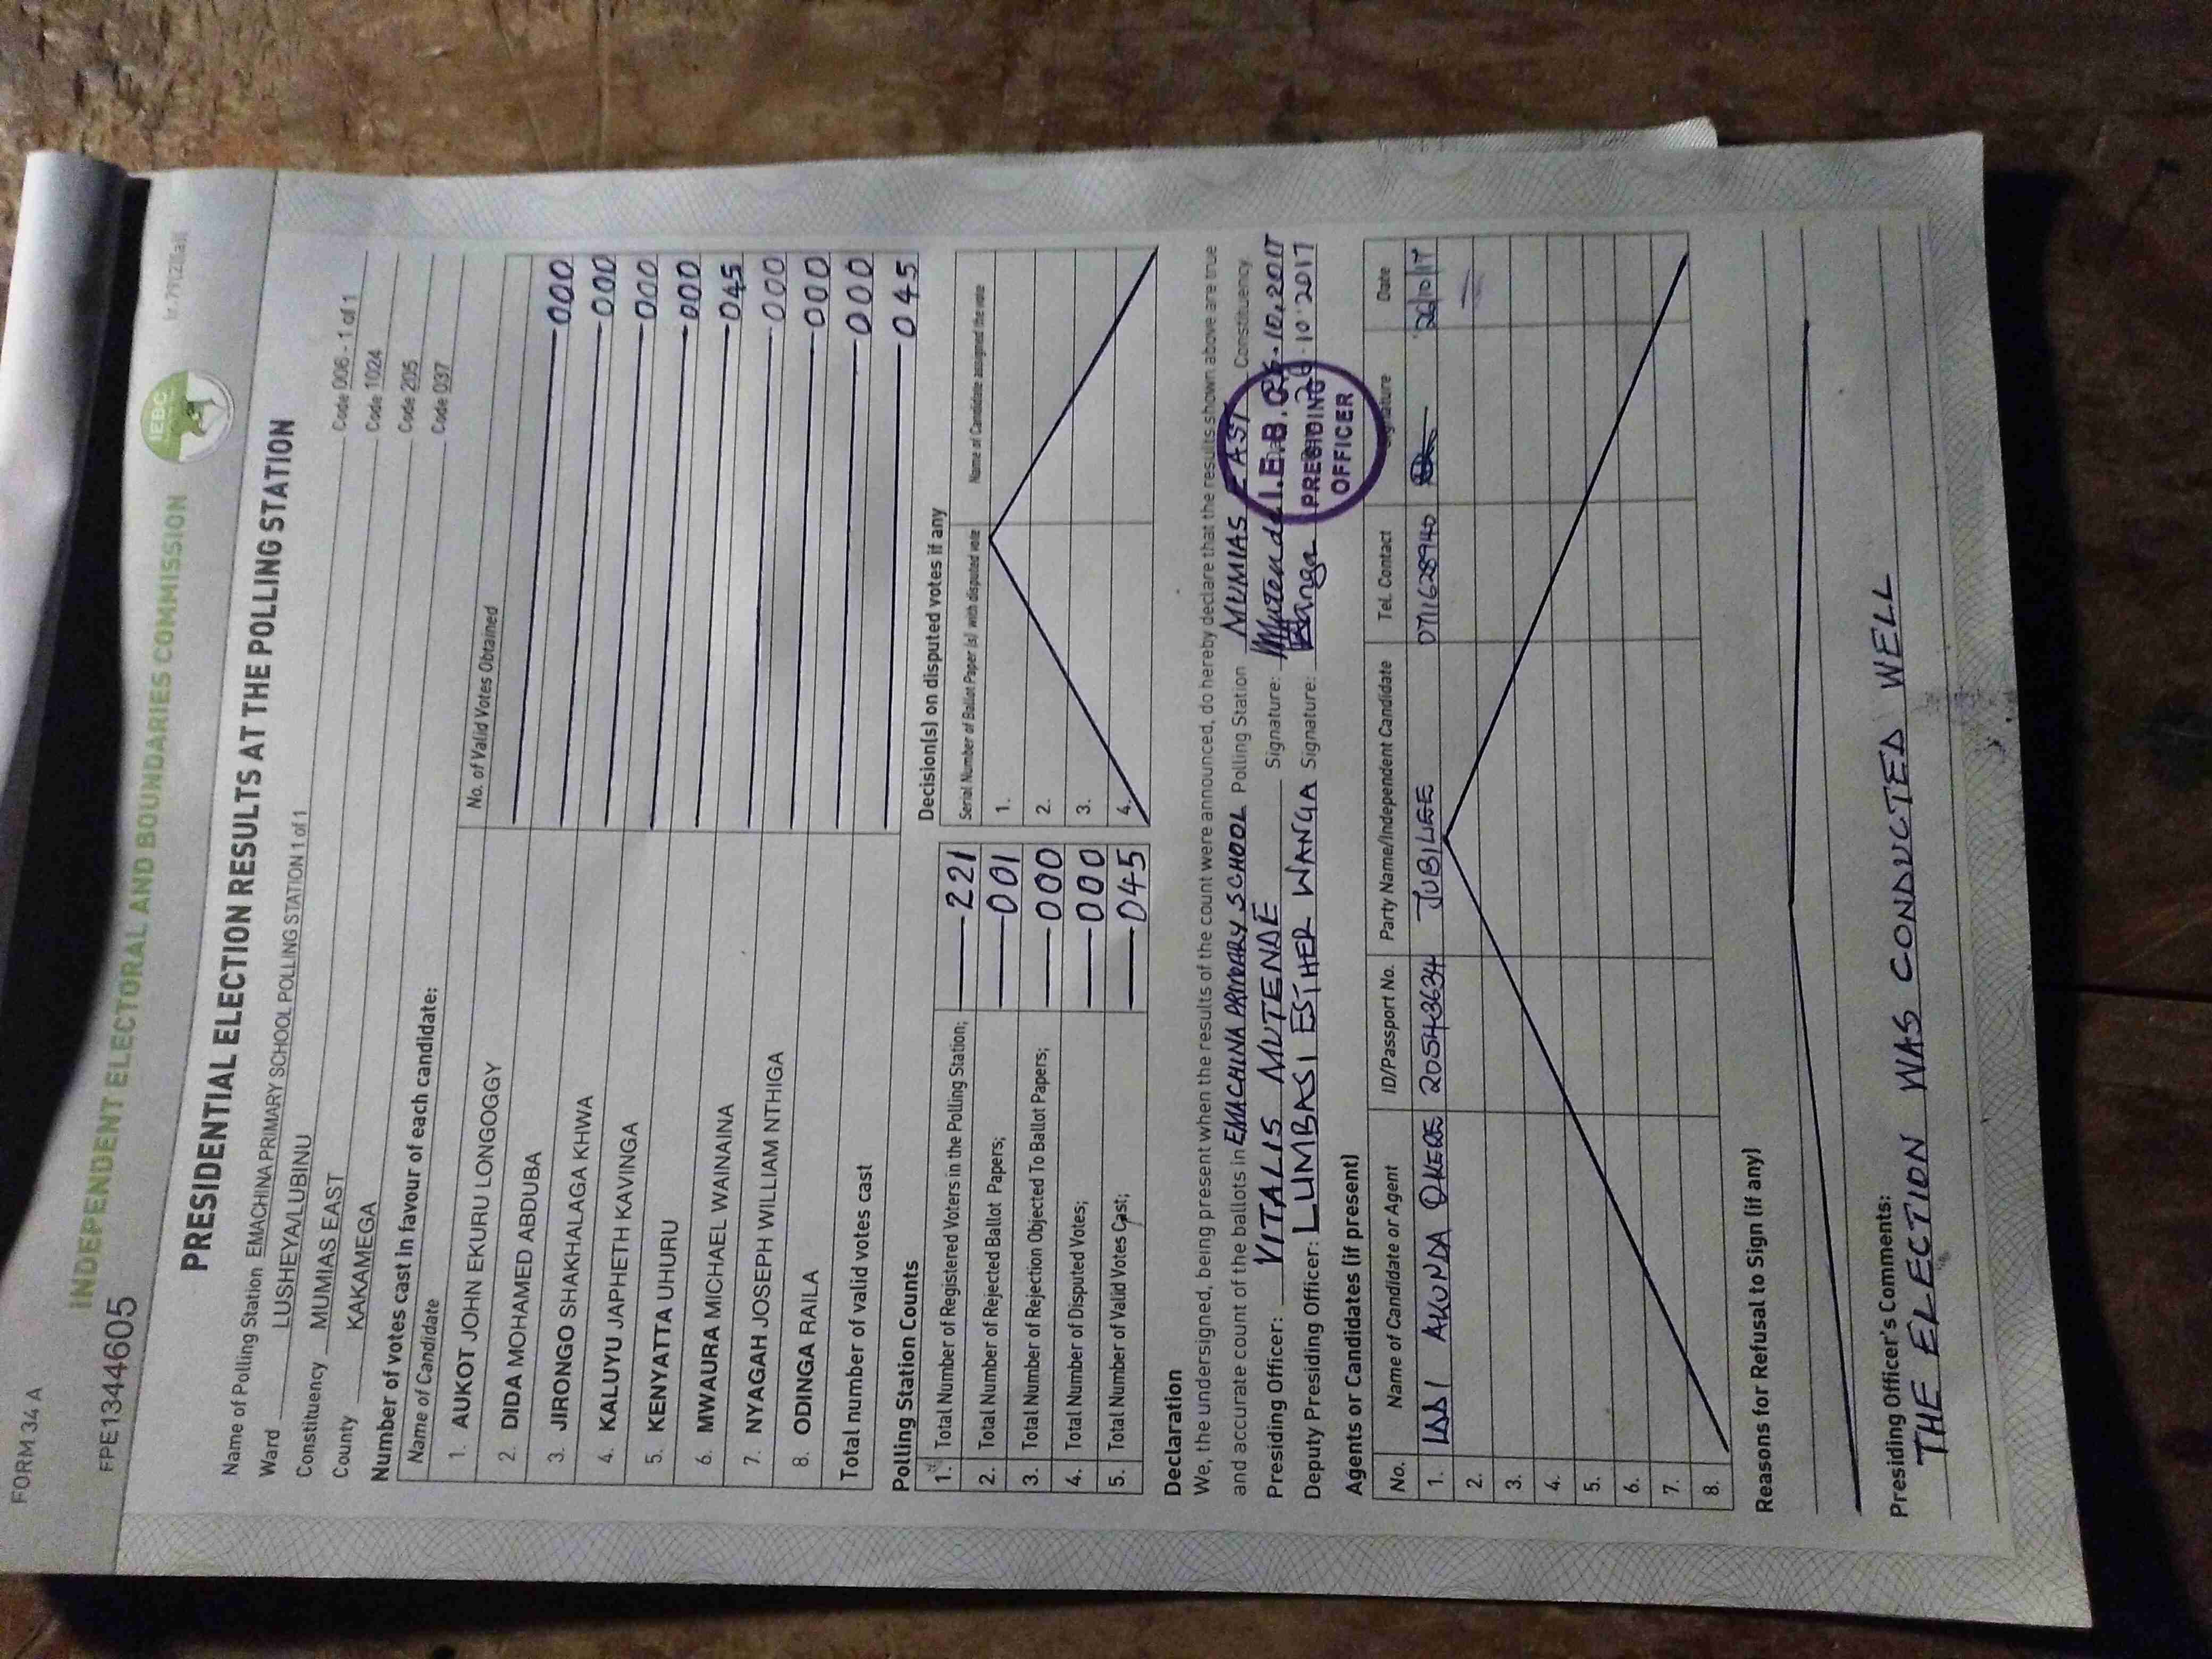 FORM 34 A
INDEPENDENT ELECTORAL AND BOUNDARIES COMMISSION
IEBC
FPE1344605
PRESIDENTIAL ELECTION RESULTS AT THE POLLING STATION
Name of Polling Station EMACHINA PRIMARY SCHOOL POLLING STATION 1 of 1 Code 006 - 1 of 1
Ward LUSHEYA/LUBINU Code 1024
Constituency MUMIAS EAST Code 205
County KAKAMEGA Code 037
Number of votes cast in favour of each candidate:
Name of Candidate No. of Valid Votes Obtained
1. AUKOT JOHN EKURU LONGOGGY 000
2. DIDA MOHAMED ABDUBA 000
3. JIRONGO SHAKHALAGA KHWA 000
4. KALUYU JAPHETH KAVINGA 000
5. KENYATTA UHURU 045
6. MWAURA MICHAEL WAINAINA 000
7. NYAGAH JOSEPH WILLIAM NTHIGA 000
8. ODINGA RAILA 000
Total number of valid votes cast 045
Polling Station Counts
1. Total Number of Registered Voters in the Polling Station; 221
2. Total Number of Rejected Ballot Papers; 001
3. Total Number of Rejection Objected To Ballot Papers; 000
4. Total Number of Disputed Votes; 000
5. Total Number of Valid Votes Cast; 045
Decision(s) on disputed votes if any
Serial Number of Ballot Paper (s) with disputed vote Name of Candidate assigned the vote
1.
2.
3.
4.
Declaration
We, the undersigned, being present when the results of the count were announced, do hereby declare that the results shown above are true
and accurate count of the ballots in EMACHINA PRIMARY SCHOOL Polling Station MUMIAS EAST Constituency
Presiding Officer: VITALIS MUTENDE Signature: Mutende 10.2017
Deputy Presiding Officer: LUMBASI ESTHER WANGA Signature: Wanga 26.10.2017
I.E.B.C
PRESIDING
OFFICER
Agents or Candidates (if present)
No. Name of Candidate or Agent ID/Passport No. Party Name/Independent Candidate Tel. Contact Signature Date
1. IDDI AKUNDA OKEDE 20543634 JUBILEE 0711628940 26/10/17
2.
3.
4.
5.
6.
7.
8.
Reasons for Refusal to Sign (if any)
Presiding Officer's Comments:
THE ELECTION WAS CONDUCTED WELL